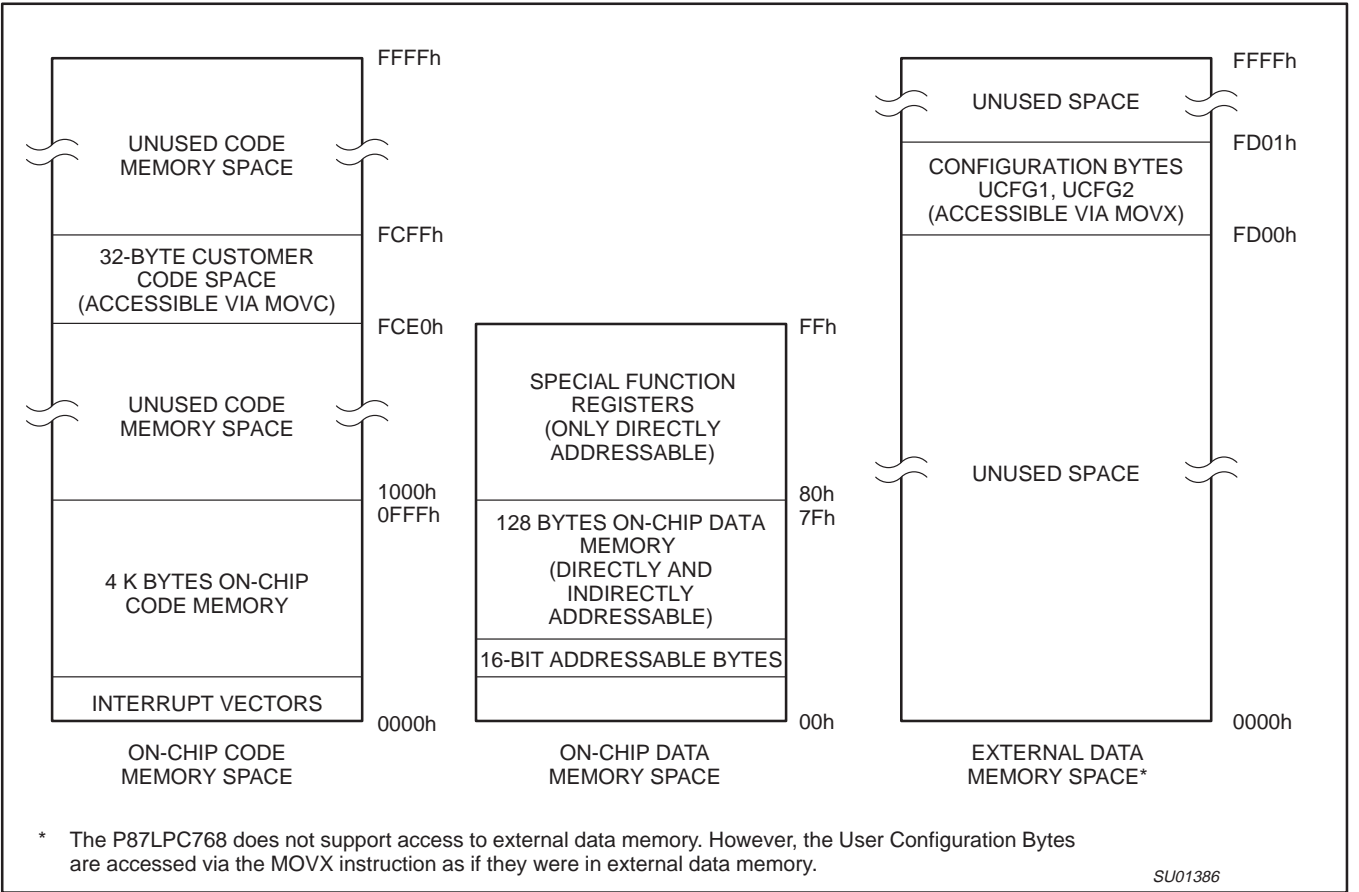 FFFFh
UNUSED CODE
MEMORY SPACE
FCFFh
32-BYTE CUSTOMER
CODE SPACE
(ACCESSIBLE VIA MOVC)
FCE0h
UNUSED CODE
MEMORY SPACE
1000h
0FFFh
4 K BYTES ON-CHIP
CODE MEMORY
INTERRUPT VECTORS
0000h
ON-CHIP CODE
MEMORY SPACE
FFh
SPECIAL FUNCTION
REGISTERS
(ONLY DIRECTLY
ADDRESSABLE)
80h
7Fh
128 BYTES ON-CHIP DATA
MEMORY
(DIRECTLY AND
INDIRECTLY
ADDRESSABLE)
16-BIT ADDRESSABLE BYTES
00h
ON-CHIP DATA
MEMORY SPACE
FFFFh
UNUSED SPACE
FD01h
CONFIGURATION BYTES
UCFG1, UCFG2
(ACCESSIBLE VIA MOVX)
FD00h
UNUSED SPACE
0000h
EXTERNAL DATA
MEMORY SPACE*
* The P87LPC768 does not support access to external data memory. However, the User Configuration Bytes
are accessed via the MOVX instruction as if they were in external data memory.
SU01386